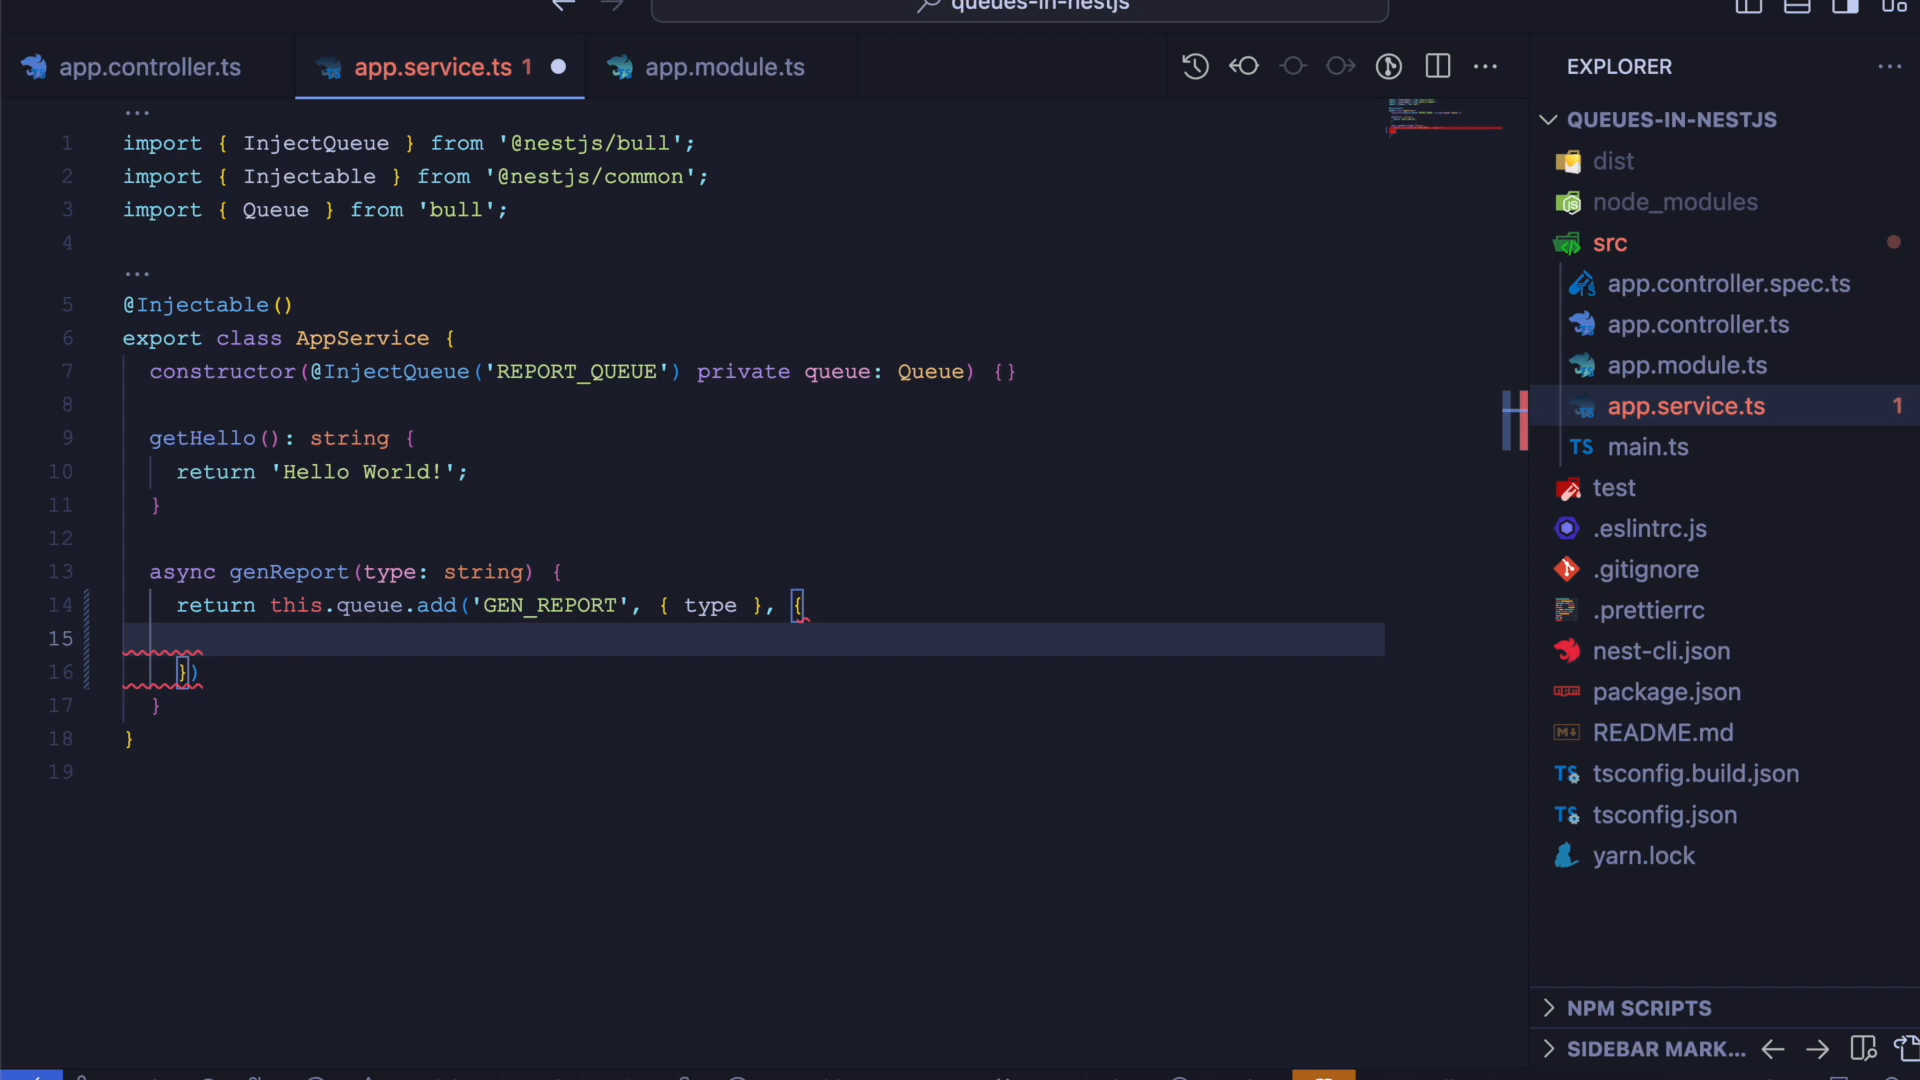 queues-in-nestjs
app.controller.ts
app.service.ts 1
app.module.ts
1 import { InjectQueue } from '@nestjs/bull';
2 import { Injectable } from '@nestjs/common';
3 import { Queue } from 'bull';
4
5 @Injectable()
6 export class AppService {
7 constructor(@InjectQueue('REPORT_QUEUE') private queue: Queue) {}
8
9 getHello(): string {
10 return 'Hello World!';
11 }
12
13 async genReport(type: string) {
14 return this.queue.add('GEN_REPORT', { type }, {
15
16 })
17 }
18 }
19
EXPLORER
QUEUES-IN-NESTJS
dist
node_modules
src
app.controller.spec.ts
app.controller.ts
app.module.ts
app.service.ts 1
TS main.ts
test
.eslintrc.js
.gitignore
.prettierrc
nest-cli.json
package.json
README.md
tsconfig.build.json
tsconfig.json
yarn.lock
NPM SCRIPTS
SIDEBAR MARK...